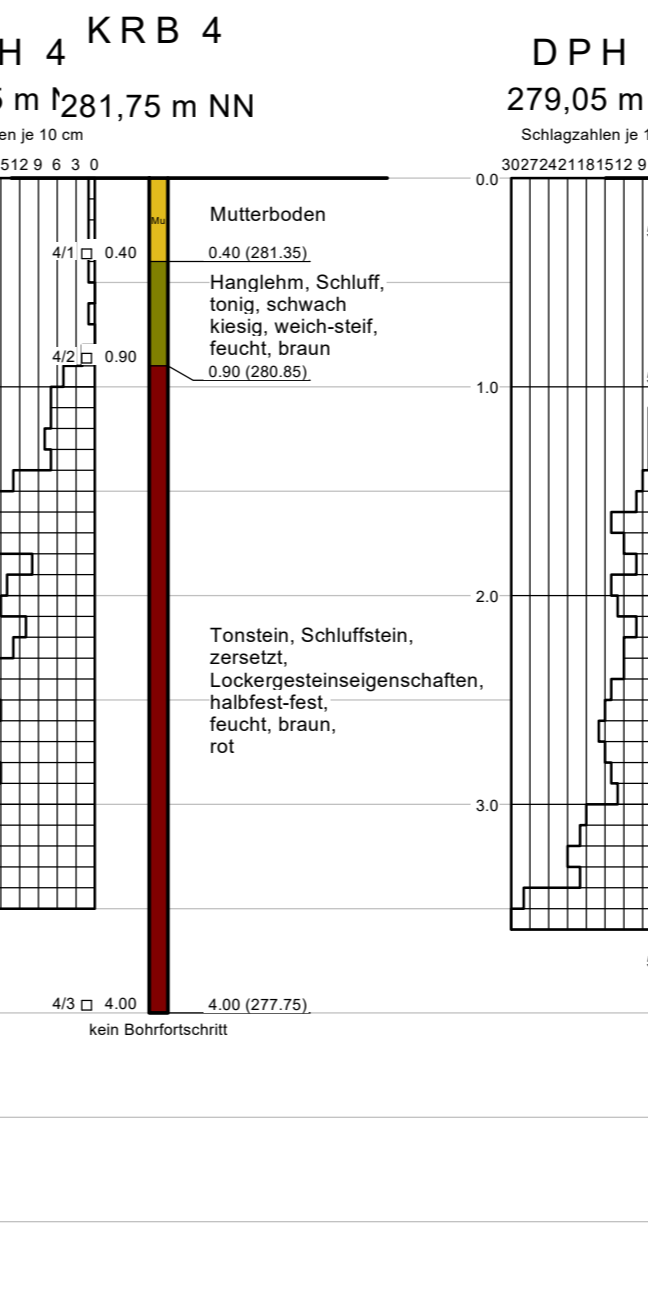 KRB 4
H 4
DPH
281,75 m NN
279,05 m
en je 10 cm
Schlagzahlen je 1
512 9 6 3 0
0.0
302724211815129
Mu
Mutterboden
4/1 0.40
0.40 (281.35)
Hanglehm, Schluff,
tonig, schwach
kiesig, weich-steif,
feucht, braun
4/2 0.90
0.90 (280.85)
1.0
2.0
Tonstein, Schluffstein,
zersetzt,
Lockergesteinseigenschaften,
halbfest-fest,
feucht, braun,
rot
3.0
4/3 4.00
4.00 (277.75)
kein Bohrfortschritt